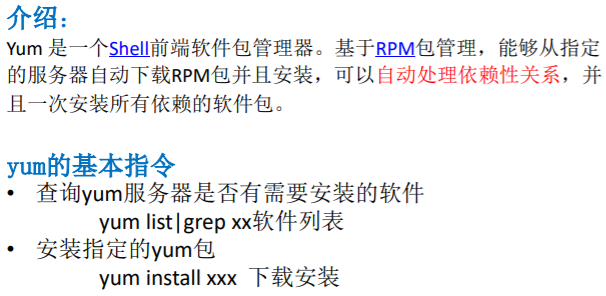 介绍：
Yum 是一个Shell前端软件包管理器。基于RPM包管理，能够从指定
的服务器自动下载RPM包并且安装，可以自动处理依赖性关系，并
且一次安装所有依赖的软件包。
yum的基本指令
• 查询yum服务器是否有需要安装的软件
yum list|grep xx软件列表
• 安装指定的yum包
yum install xxx 下载安装